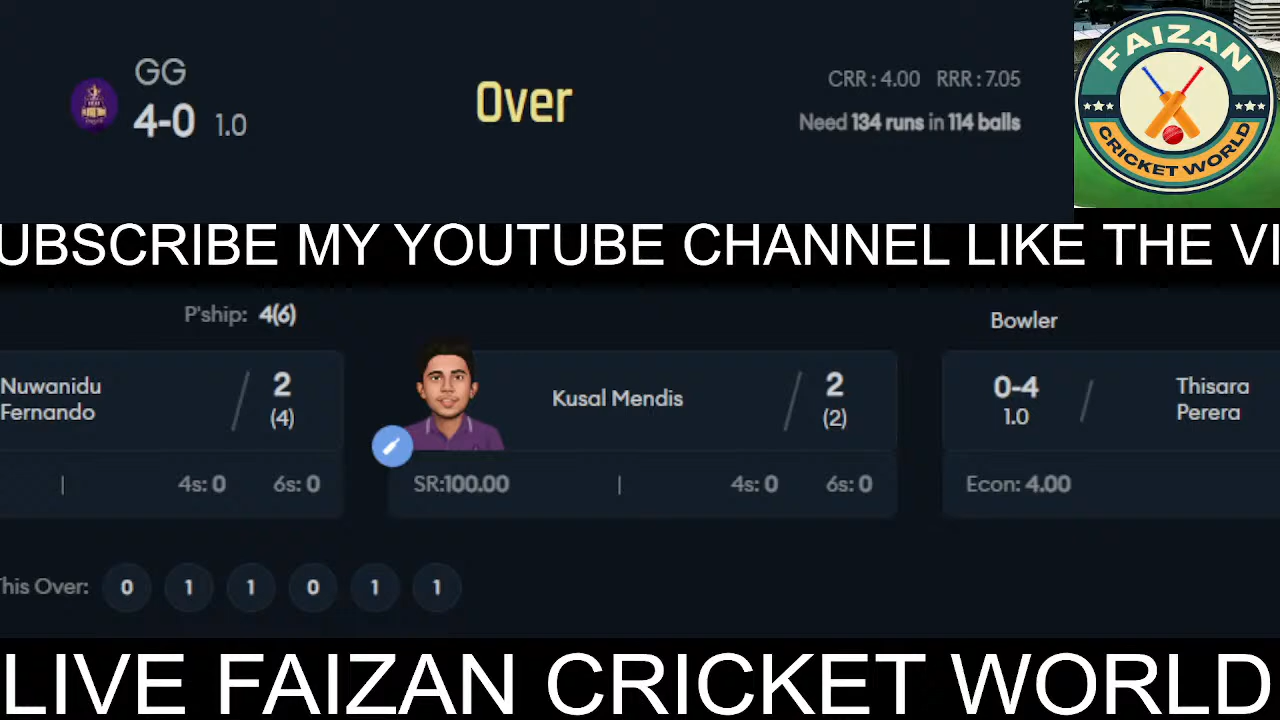 GG
4-0 1.0
Over
CRR : 4.00 RRR : 7.05
Need 134 runs in 114 balls
FAIZAN
CRICKET WORLD
UBSCRIBE MY YOUTUBE CHANNEL LIKE THE VI
P'ship: 4(6)
Bowler
Nuwanidu
Fernando
2
(4)
4s: 0 6s: 0
Kusal Mendis
2
(2)
SR:100.00 | 4s: 0 6s: 0
0-4
1.0
Thisara
Perera
Econ: 4.00
This Over: 0 1 1 0 1 1
LIVE FAIZAN CRICKET WORLD